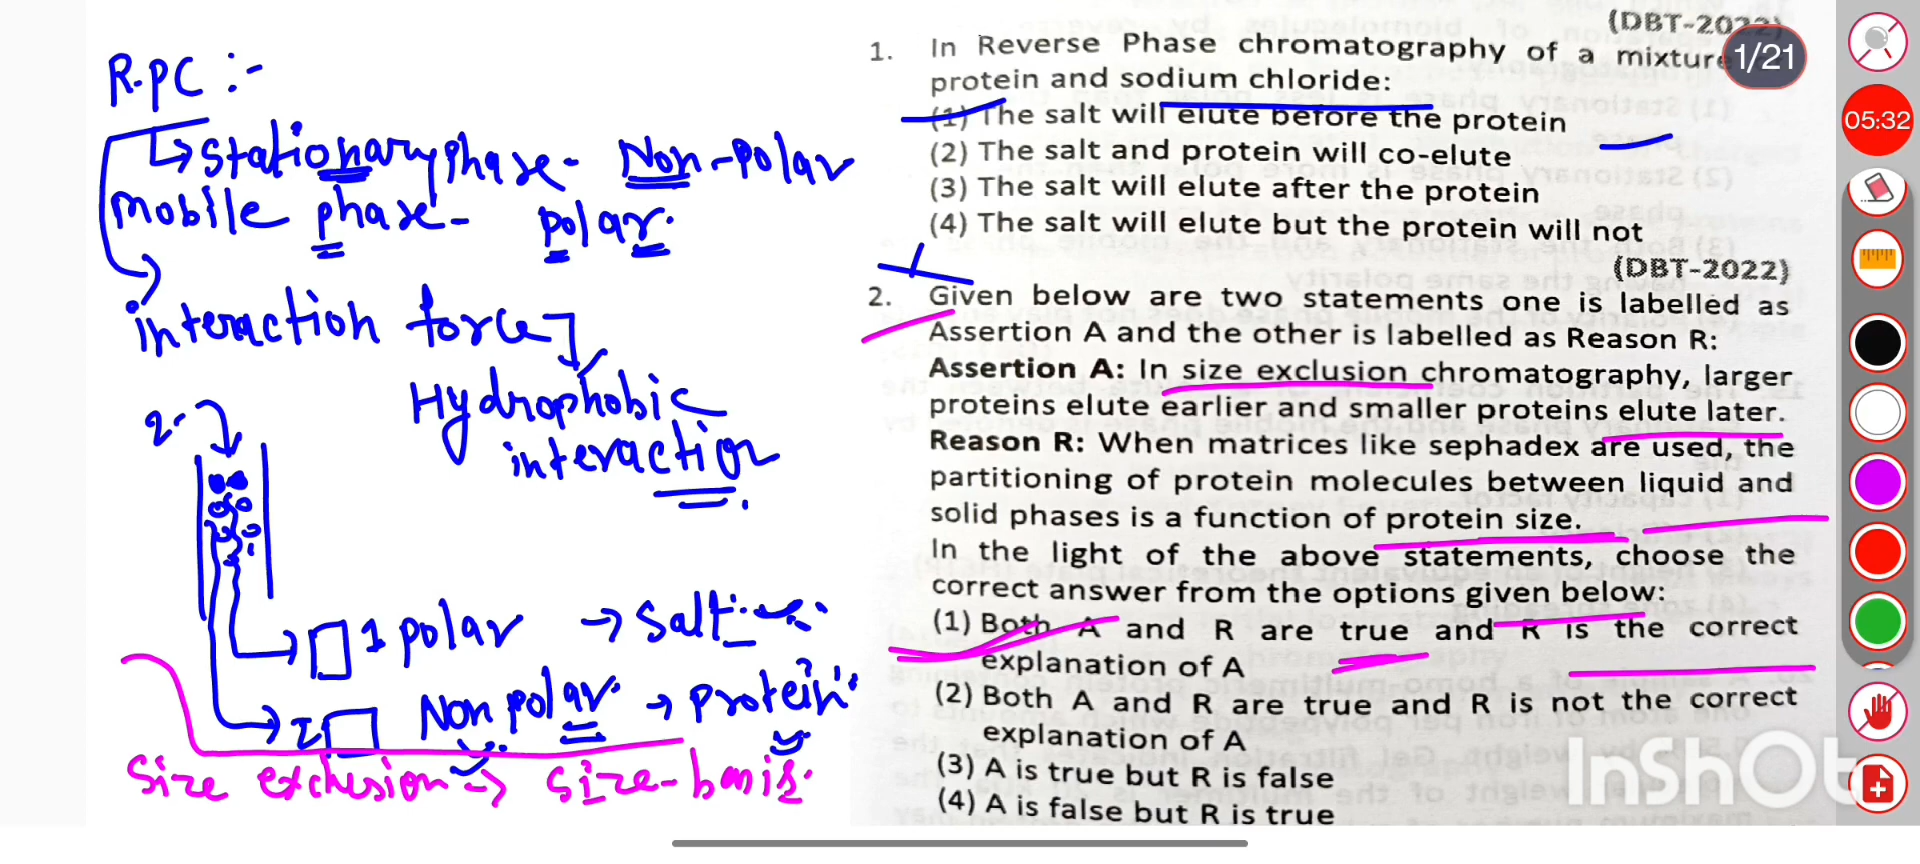 R.PC :-
Stationary phase - Non-polar
mobile phase - polar.
interaction force
Hydrophobic
interaction.
2.
1 polar → salt
2 Non polar. → protein.
Size exclusion → size-basis.
(DBT-2022)
1. In Reverse Phase chromatography of a mixture
protein and sodium chloride:
(1) The salt will elute before the protein
(2) The salt and protein will co-elute
(3) The salt will elute after the protein
(4) The salt will elute but the protein will not
(DBT-2022)
2. Given below are two statements one is labelled as
Assertion A and the other is labelled as Reason R:
Assertion A: In size exclusion chromatography, larger
proteins elute earlier and smaller proteins elute later.
Reason R: When matrices like sephadex are used, the
partitioning of protein molecules between liquid and
solid phases is a function of protein size.
In the light of the above statements, choose the
correct answer from the options given below:
(1) Both A and R are true and R is the correct
explanation of A
(2) Both A and R are true and R is not the correct
explanation of A
(3) A is true but R is false
(4) A is false but R is true
1/21
05:32
InShOt